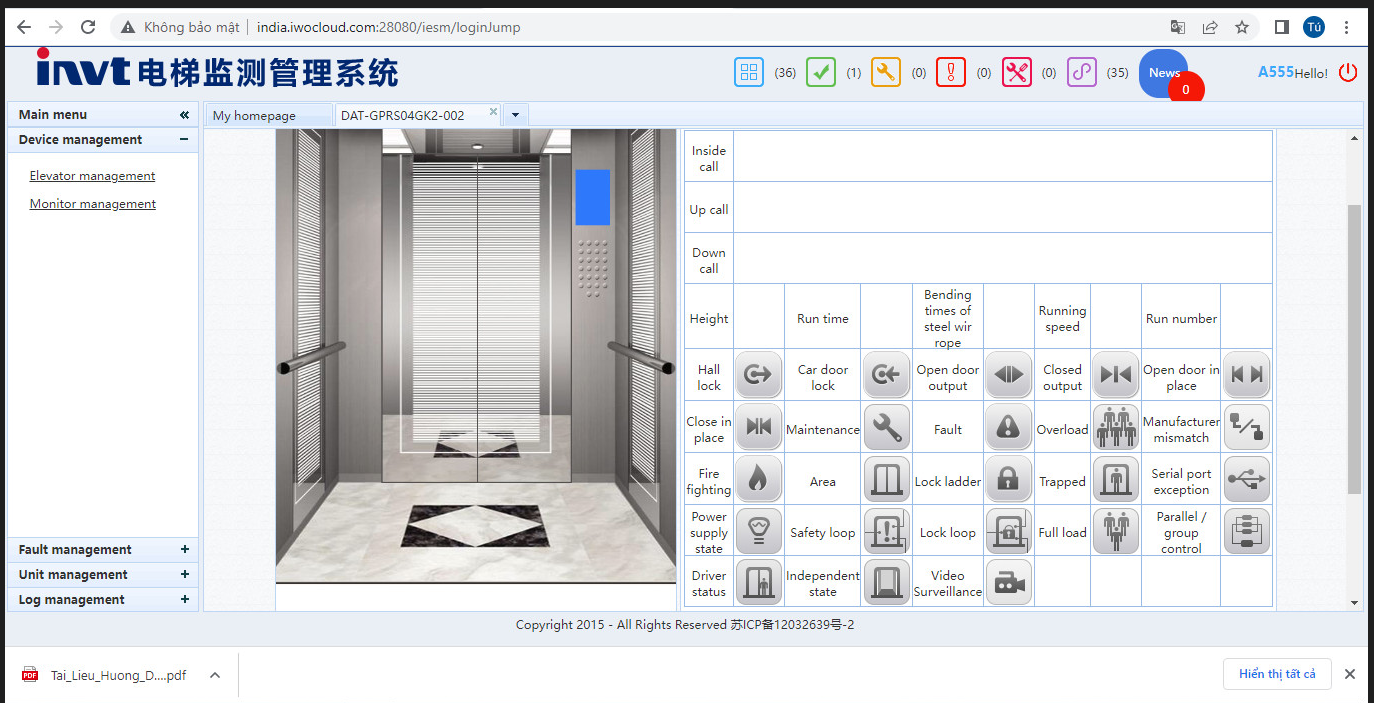 Không bảo mật
india.iwocloud.com:28080/iesm/loginJump
Tú
invt 电梯监测管理系统
(36) (1) (0) (0) (0) (35)
News
0
A555Hello!
Main menu
Device management
Elevator management
Monitor management
Fault management
Unit management
Log management
My homepage
DAT-GPRS04GK2-002
Inside
call
Up call
Down
call
Height
Run time
Bending
times of
steel wir
rope
Running
speed
Run number
Hall
lock
Car door
lock
Open door
output
Closed
output
Open door in
place
Close in
place
Maintenance
Fault
Overload
Manufacturer
mismatch
Fire
fighting
Area
Lock ladder
Trapped
Serial port
exception
Power
supply
state
Safety loop
Lock loop
Full load
Parallel /
group
control
Driver
status
Independent
state
Video
Surveillance
Copyright 2015 - All Rights Reserved 苏ICP备12032639号-2
PDF
Tai_Lieu_Huong_D....pdf
Hiển thị tất cả